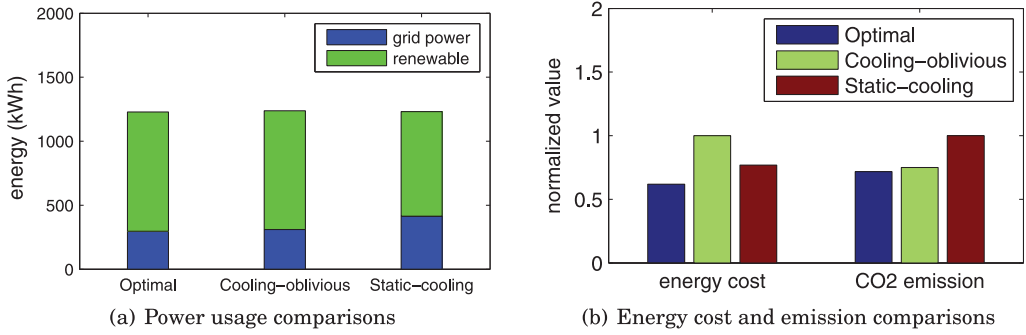 2000
1500
1000
500
0
energy (kWh)
grid power
renewable
Optimal
Cooling−oblivious
Static−cooling
(a) Power usage comparisons
2
1.5
1
0.5
0
normalized value
Optimal
Cooling−oblivious
Static−cooling
energy cost
CO2 emission
(b) Energy cost and emission comparisons